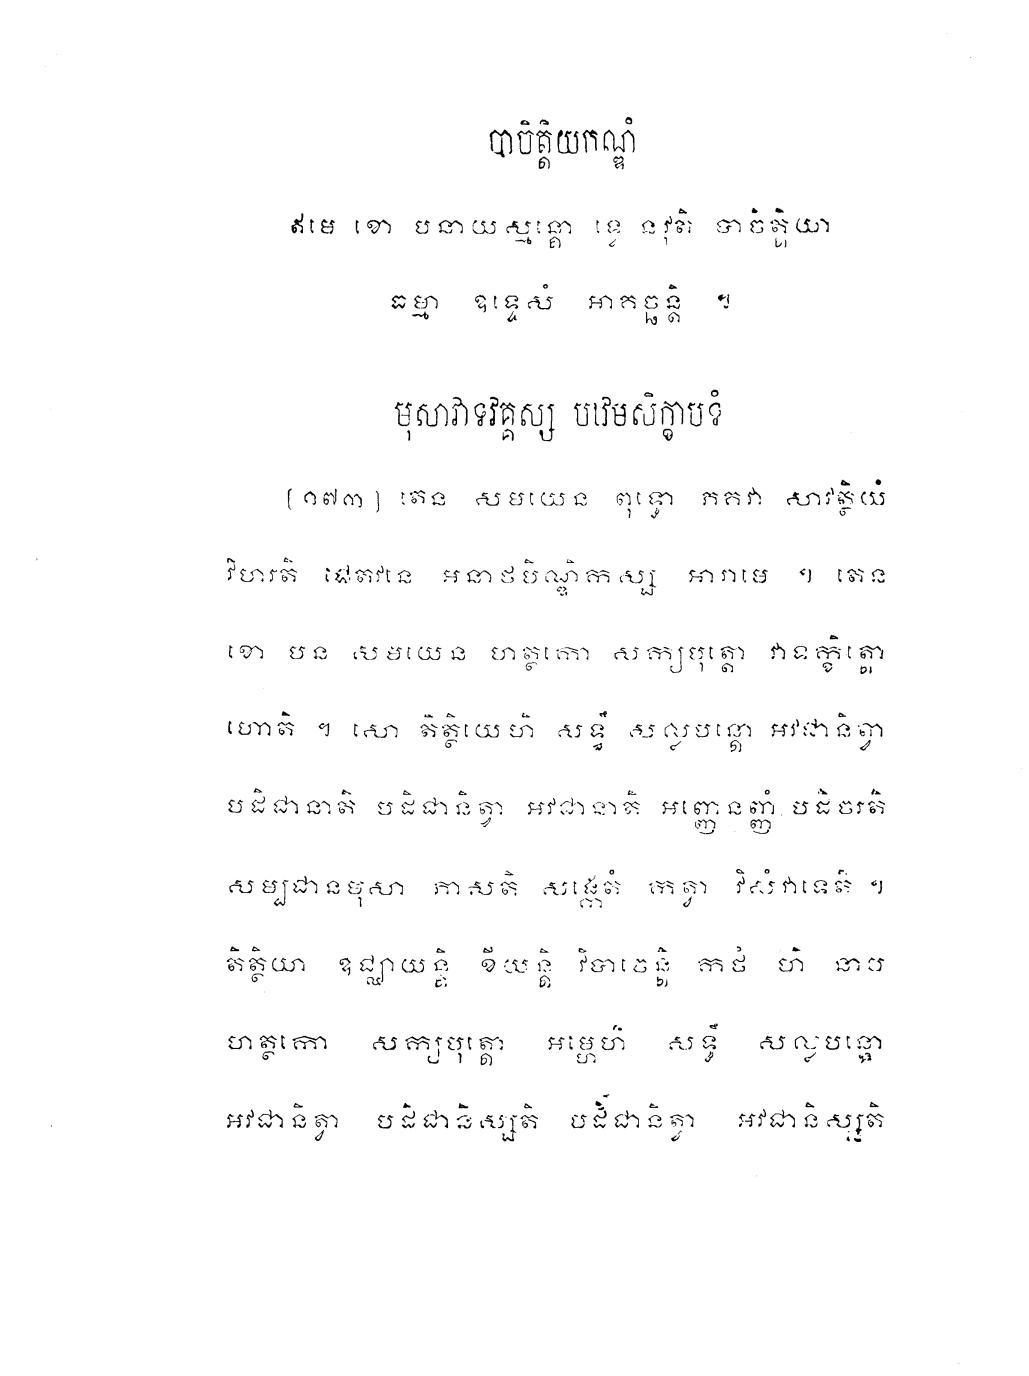 បាចិត្តិយកណ្ឌំ
ឥមេ ខោ បនាយស្មន្តោ ទ្វេ នវុតិ បាចិត្តិយា
ធម្មា ឧទ្ទេសំ អាគច្ឆន្តិ ។
មុសាវាទវគ្គស្ស បឋមសិក្ខាបទំ
[១៧៣] តេន សមយេន ពុទ្ធោ ភគវា សាវត្ថិយំ
វិហរតិ ជេតវនេ អនាថបិណ្ឌិកស្ស អារាមេ ។ តេន
ខោ បន សមយេន ហត្ថកោ សក្យបុត្តោ វាទក្ខិត្តោ
ហោតិ ។ សោ តិត្ថិយេហិ សទ្ធឹ សល្លបន្តោ អវជានិត្វា
បដិជានាតិ បដិជានិត្វា អវជានាតិ អញ្ញេនញ្ញំ បដិចរតិ
សម្បជានមុសា ភាសតិ សង្កេតំ កត្វា វិសំវាទេតិ ។
តិត្ថិយា ឧជ្ឈាយន្តិ ខីយន្តិ វិបាចេន្តិ កថំ ហិ នាម
ហត្ថកោ សក្យបុត្តោ អម្ហេហិ សទ្ធឹ សល្លបន្តោ
អវជានិត្វា បដិជានិស្សតិ បដិជានិត្វា អវជានិស្សតិ